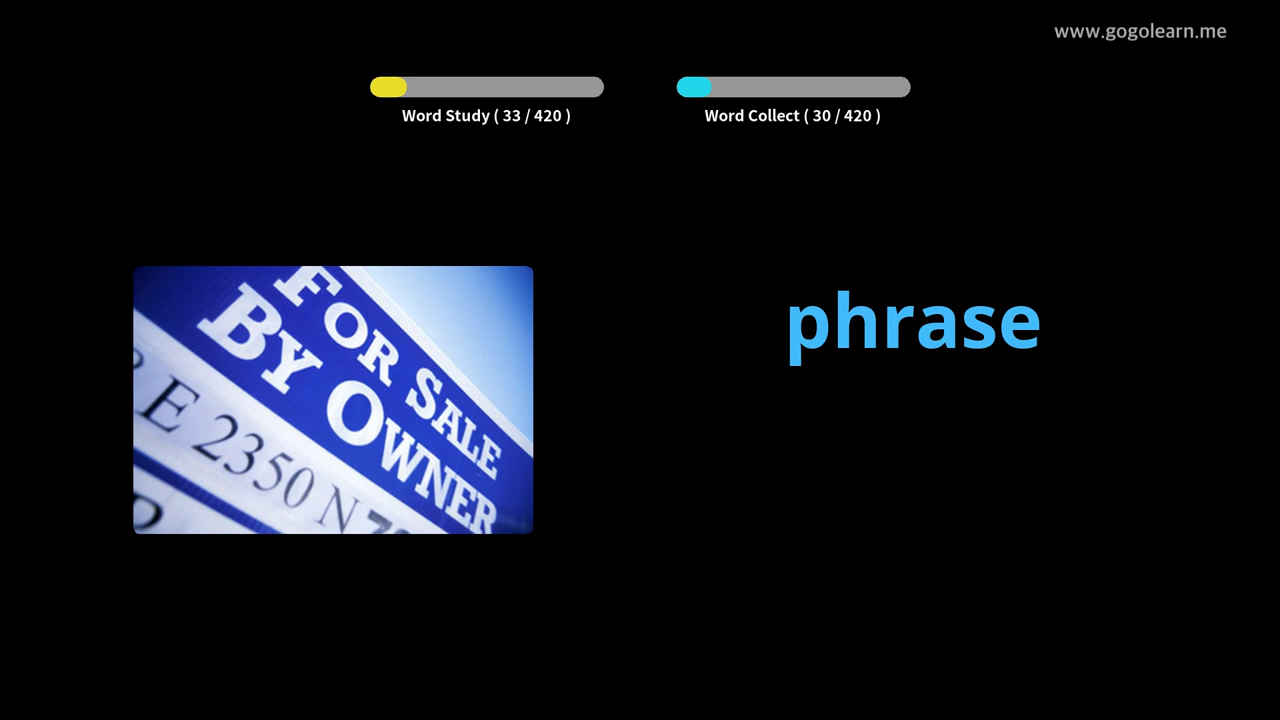 www.gogolearn.me
Word Study ( 33 / 420 )
Word Collect ( 30 / 420 )
phrase
FOR SALE
BY OWNER
E 2350 N